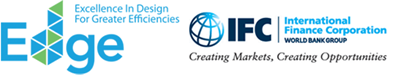 Excellence In Design
For Greater Efficiencies
Edge
IFC
International
Finance Corporation
WORLD BANK GROUP
Creating Markets, Creating Opportunities